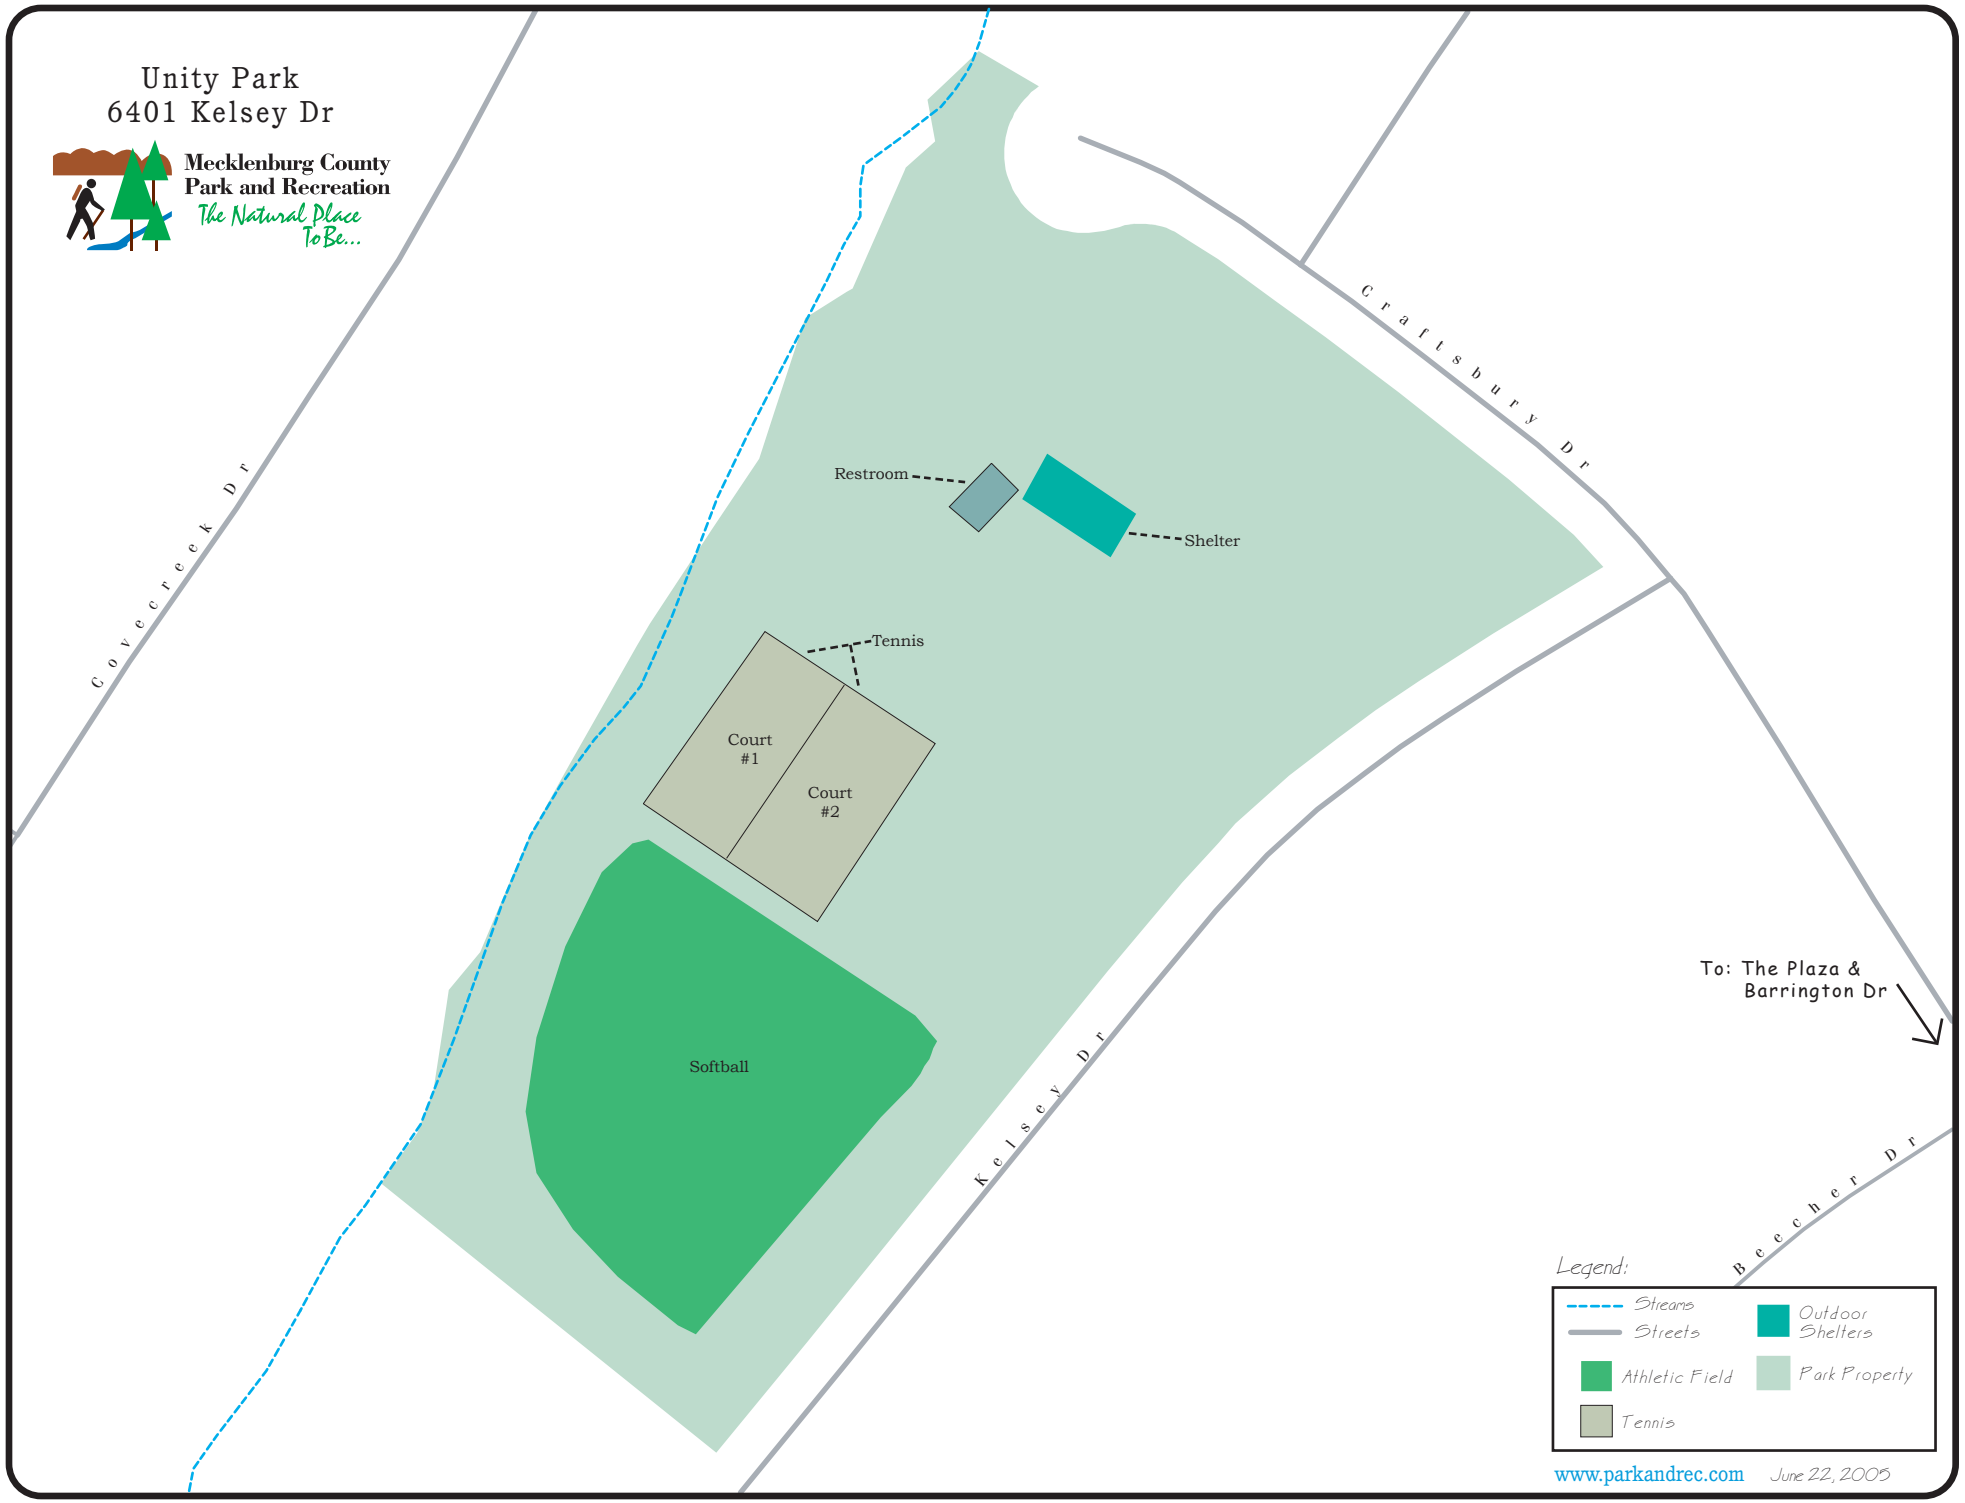 Unity Park
6401 Kelsey Dr
Mecklenburg County
Park and Recreation
The Natural Place
To Be...
Covecreek Dr
Craftsbury Dr
Restroom
Shelter
Tennis
Court
#1
Court
#2
Softball
Kelsey Dr
To: The Plaza &
Barrington Dr
Beecher Dr
Legend:
Streams
Streets
Athletic Field
Tennis
Outdoor
Shelters
Park Property
www.parkandrec.com
June 22, 2005